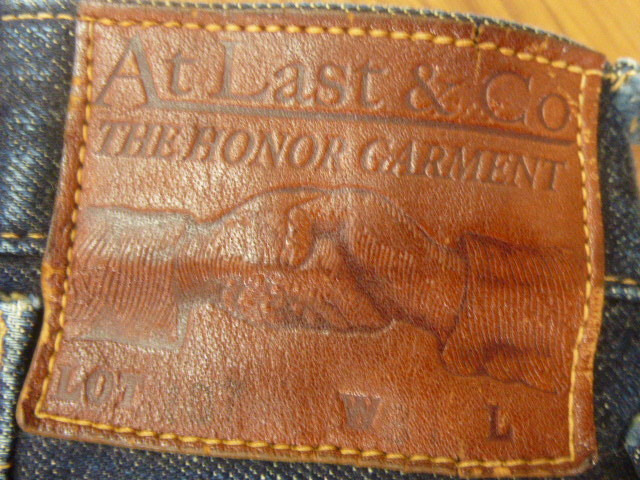 At Last & Co
THE HONOR GARMENT
LOT W L